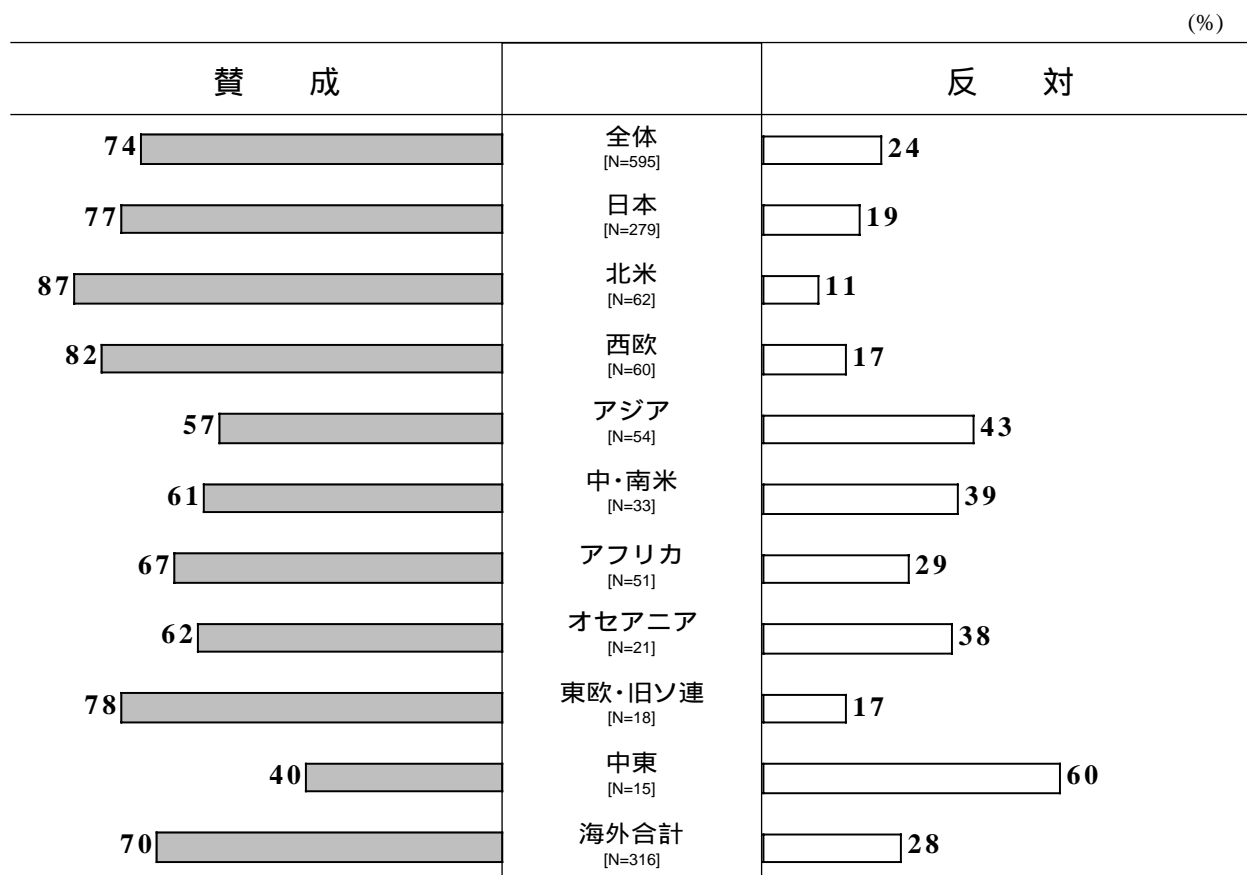 (%)
賛　成 反　対
74 全体 24
[N=595]
77 日本 19
[N=279]
87 北米 11
[N=62]
82 西欧 17
[N=60]
57 アジア 43
[N=54]
61 中・南米 39
[N=33]
67 アフリカ 29
[N=51]
62 オセアニア 38
[N=21]
78 東欧・旧ソ連 17
[N=18]
40 中東 60
[N=15]
70 海外合計 28
[N=316]